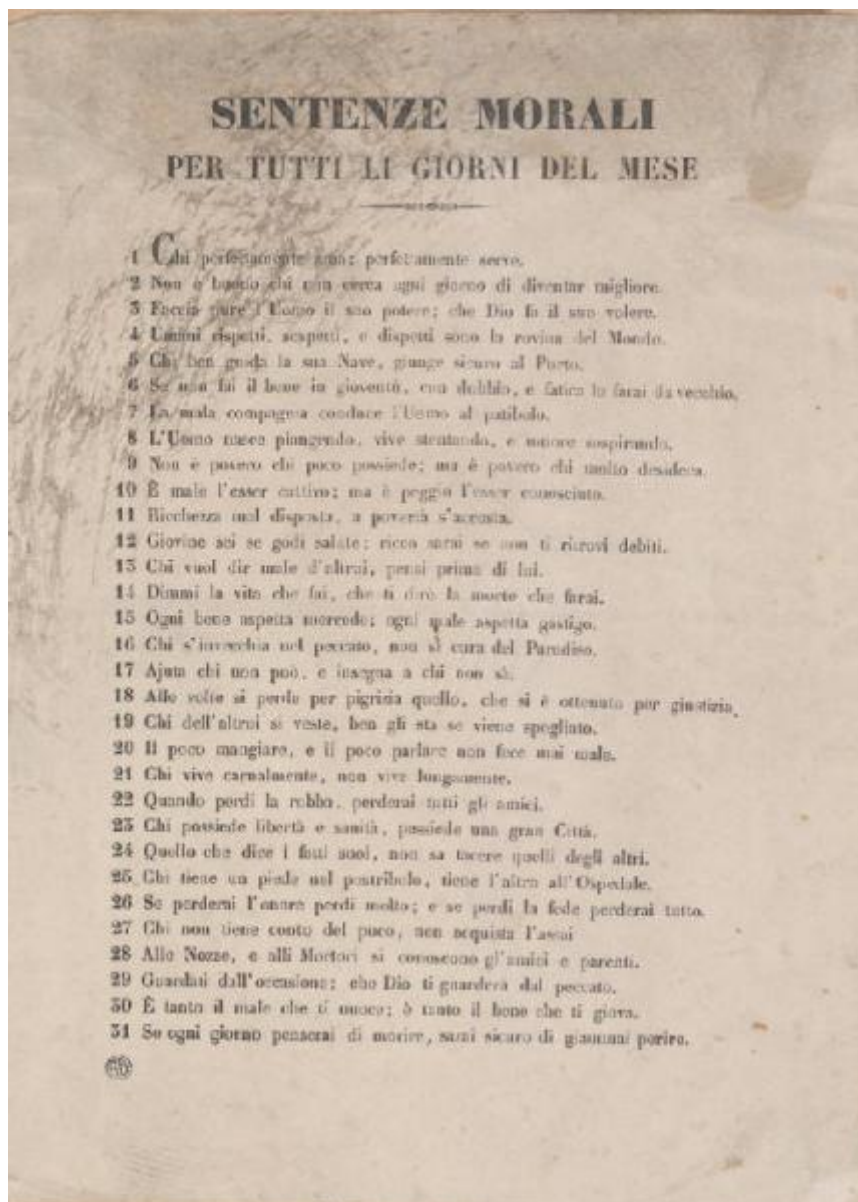 SENTENZE MORALI
PER TUTTI LI GIORNI DEL MESE
1 Chi perfettamente ama; perfettamente serve.
2 Non è buono chi non cerca ogni giorno di diventar migliore.
3 Faccia pure l'Uomo il suo potere; che Dio fa il suo volere.
4 Uomini rispetti, sospetti, e dispetti sono la rovina del Mondo.
5 Chi ben guida la sua Nave, giunge sicuro al Porto.
6 Se non fai il bene in gioventù, con dubbio, e fatica lo farai da vecchio.
7 La mala compagnia conduce l'Uomo al patibolo.
8 L'Uomo nasce piangendo, vive stentando, e muore sospirando.
9 Non è povero chi poco possiede; ma è povero chi molto desidera.
10 È male l'esser cattivo; ma è peggio l'esser conosciuto.
11 Ricchezza mal disposta, a povertà s'accosta.
12 Giovine sei se godi salute; ricco sarai se non ti ritrovi debiti.
13 Chi vuol dir male d'altrui, pensi prima di lui.
14 Dimmi la vita che fai, che ti dirò la morte che farai.
15 Ogni bene aspetta mercede; ogni male aspetta gastigo.
16 Chi s'invecchia nel peccato, non si cura del Paradiso.
17 Ajuta chi non può, e insegna a chi non sà.
18 Alle volte si perde per pigrizia quello, che si è ottenuto per giustizia.
19 Chi dell'altrui si veste, ben gli sta se viene spogliato.
20 Il poco mangiare, e il poco parlare non fece mai male.
21 Chi vive carnalmente, non vive longamente.
22 Quando perdi la robba, perderai tutti gli amici.
23 Chi possiede libertà e sanità, possiede una gran Città.
24 Quello che dice i fatti suoi, non sa tacere quelli degli altri.
25 Chi tiene un piede nel postribolo, tiene l'altro all'Ospedale.
26 Se perderai l'onore perdi molto; e se perdi la fede perderai tutto.
27 Chi non tiene conto del poco, non acquista l'assai
28 Alle Nozze, e alli Mortori si conoscono gl'amici e parenti.
29 Guardati dall'occasione; che Dio ti guarderà dal peccato.
30 È tanto il male che ti nuoce; è tanto il bene che ti giova.
31 Se ogni giorno penserai di morire, sarai sicuro di giammai perire.